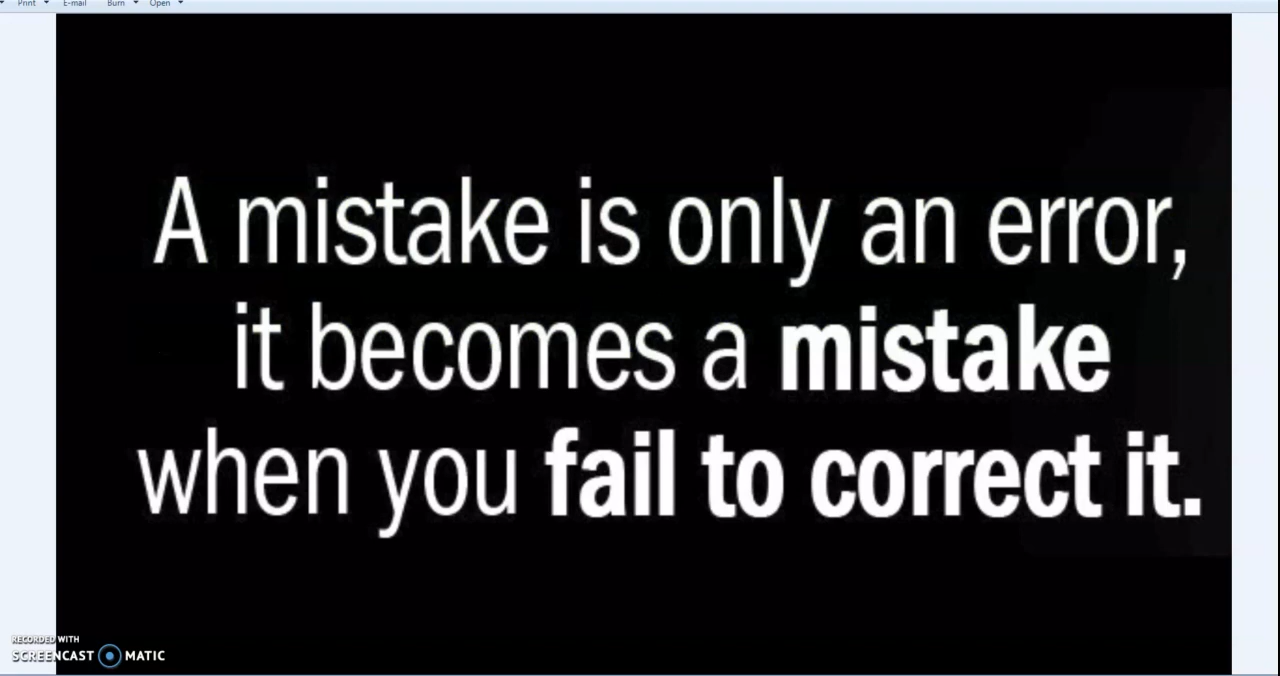 Print E-mail Burn Open
A mistake is only an error,
it becomes a mistake
when you fail to correct it.
RECORDED WITH
SCREENCAST MATIC